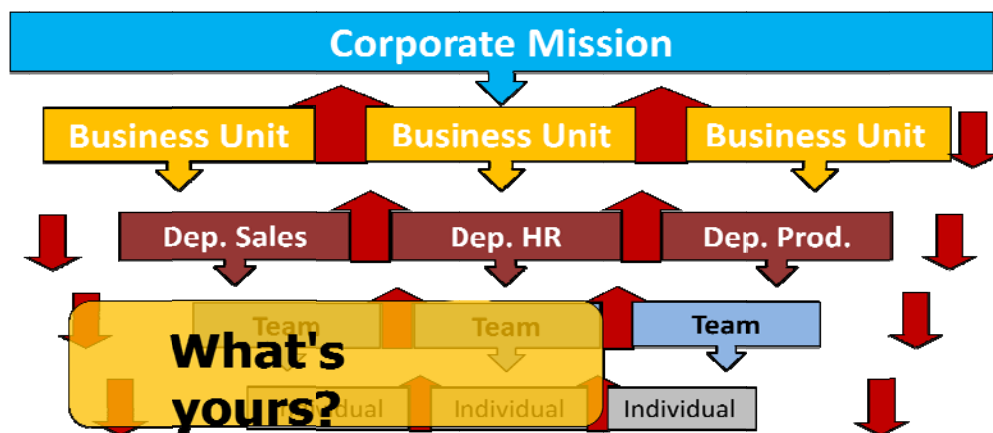 Corporate Mission
Business Unit Business Unit Business Unit
Dep. Sales Dep. HR Dep. Prod.
Team Team Team
What's
yours?
Individual Individual Individual